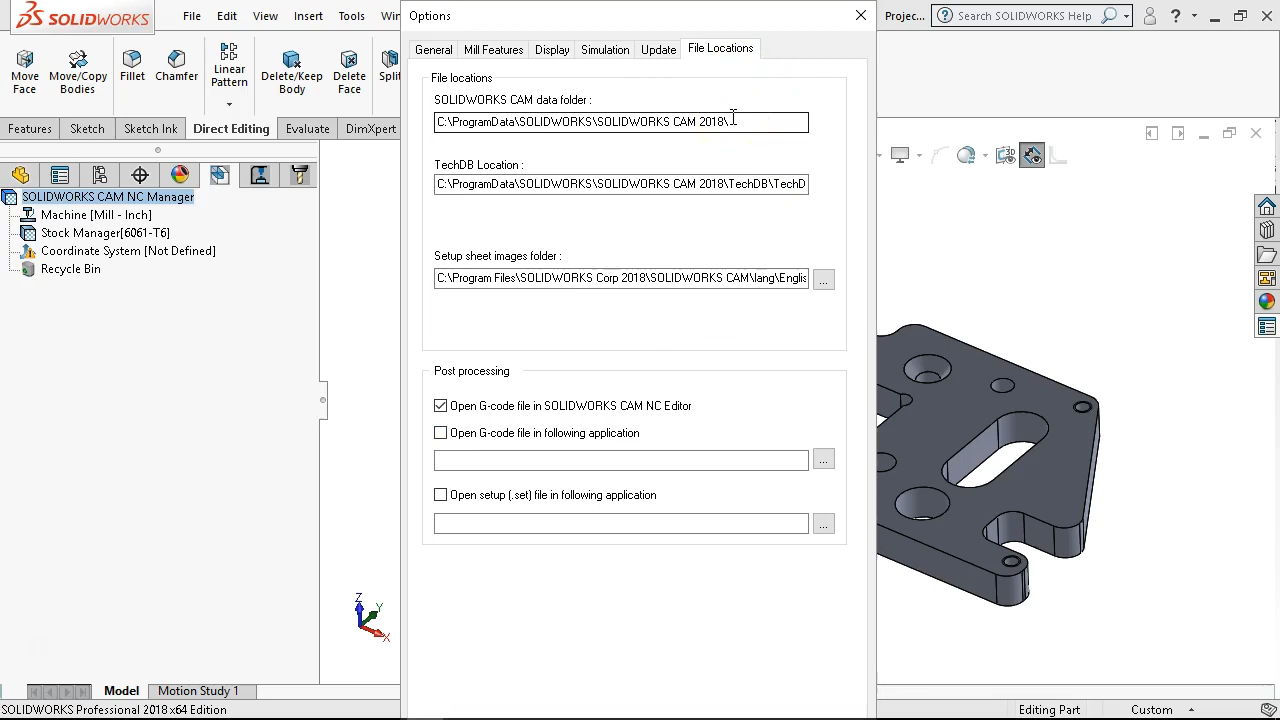 SOLIDWORKS
File
Edit
View
Insert
Tools
Options
Projec...
Search SOLIDWORKS Help
Move Face
Move/Copy Bodies
Fillet
Chamfer
Linear Pattern
Delete/Keep Body
Delete Face
Features
Sketch
Sketch Ink
Direct Editing
Evaluate
DimXpert
General
Mill Features
Display
Simulation
Update
File Locations
File locations
SOLIDWORKS CAM data folder :
C:\ProgramData\SOLIDWORKS\SOLIDWORKS CAM 2018\
TechDB Location :
C:\ProgramData\SOLIDWORKS\SOLIDWORKS CAM 2018\TechDB\TechD
Setup sheet images folder :
C:\Program Files\SOLIDWORKS Corp 2018\SOLIDWORKS CAM\lang\Englis
...
Post processing
Open G-code file in SOLIDWORKS CAM NC Editor
Open G-code file in following application
...
Open setup (.set) file in following application
...
SOLIDWORKS CAM NC Manager
Machine [Mill - Inch]
Stock Manager[6061-T6]
Coordinate System [Not Defined]
Recycle Bin
Z
Y
X
Model
Motion Study 1
SOLIDWORKS Professional 2018 x64 Edition
Editing Part
Custom